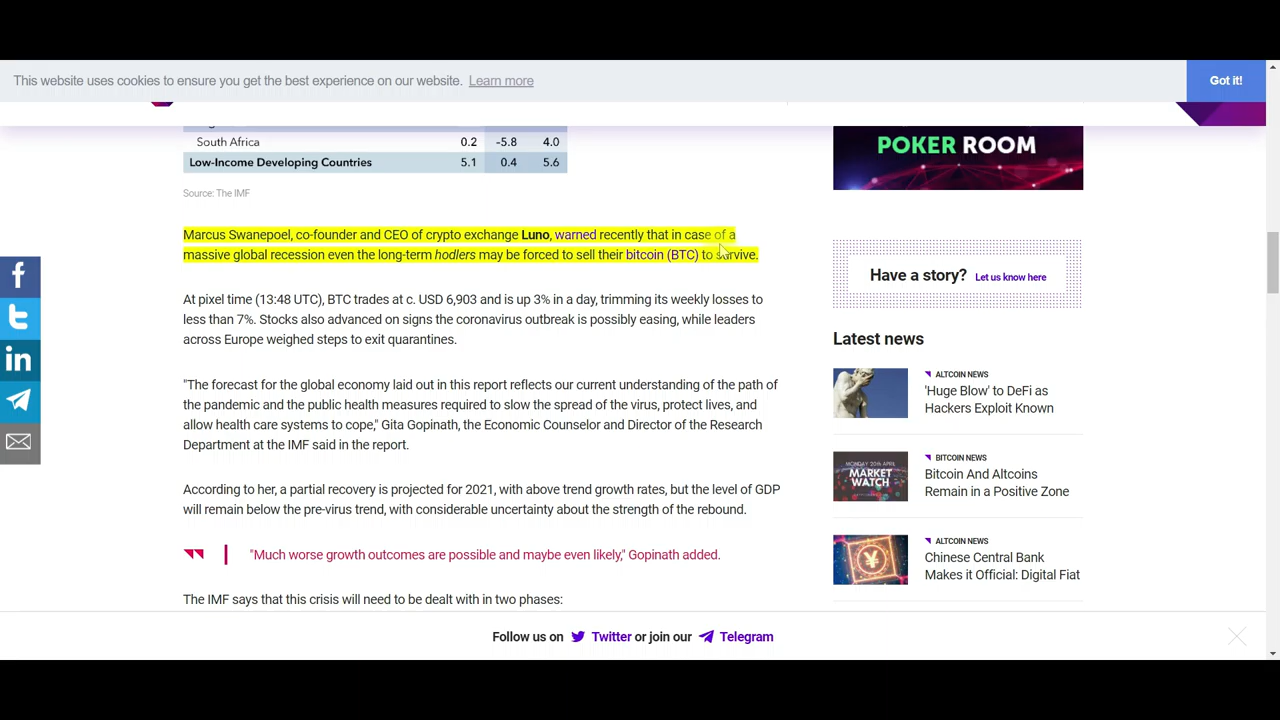 This website uses cookies to ensure you get the best experience on our website. Learn more
Got it!
South Africa 0.2 -5.8 4.0
Low-Income Developing Countries 5.1 0.4 5.6
Source: The IMF
Marcus Swanepoel, co-founder and CEO of crypto exchange Luno, warned recently that in case of a
massive global recession even the long-term hodlers may be forced to sell their bitcoin (BTC) to survive.
At pixel time (13:48 UTC), BTC trades at c. USD 6,903 and is up 3% in a day, trimming its weekly losses to
less than 7%. Stocks also advanced on signs the coronavirus outbreak is possibly easing, while leaders
across Europe weighed steps to exit quarantines.
"The forecast for the global economy laid out in this report reflects our current understanding of the path of
the pandemic and the public health measures required to slow the spread of the virus, protect lives, and
allow health care systems to cope," Gita Gopinath, the Economic Counselor and Director of the Research
Department at the IMF said in the report.
According to her, a partial recovery is projected for 2021, with above trend growth rates, but the level of GDP
will remain below the pre-virus trend, with considerable uncertainty about the strength of the rebound.
"Much worse growth outcomes are possible and maybe even likely," Gopinath added.
The IMF says that this crisis will need to be dealt with in two phases:
POKER ROOM
Have a story? Let us know here
Latest news
ALTCOIN NEWS
'Huge Blow' to DeFi as
Hackers Exploit Known
BITCOIN NEWS
Bitcoin And Altcoins
Remain in a Positive Zone
MONDAY 20TH APRIL
MARKET
WATCH
ALTCOIN NEWS
Chinese Central Bank
Makes it Official: Digital Fiat
Follow us on Twitter or join our Telegram